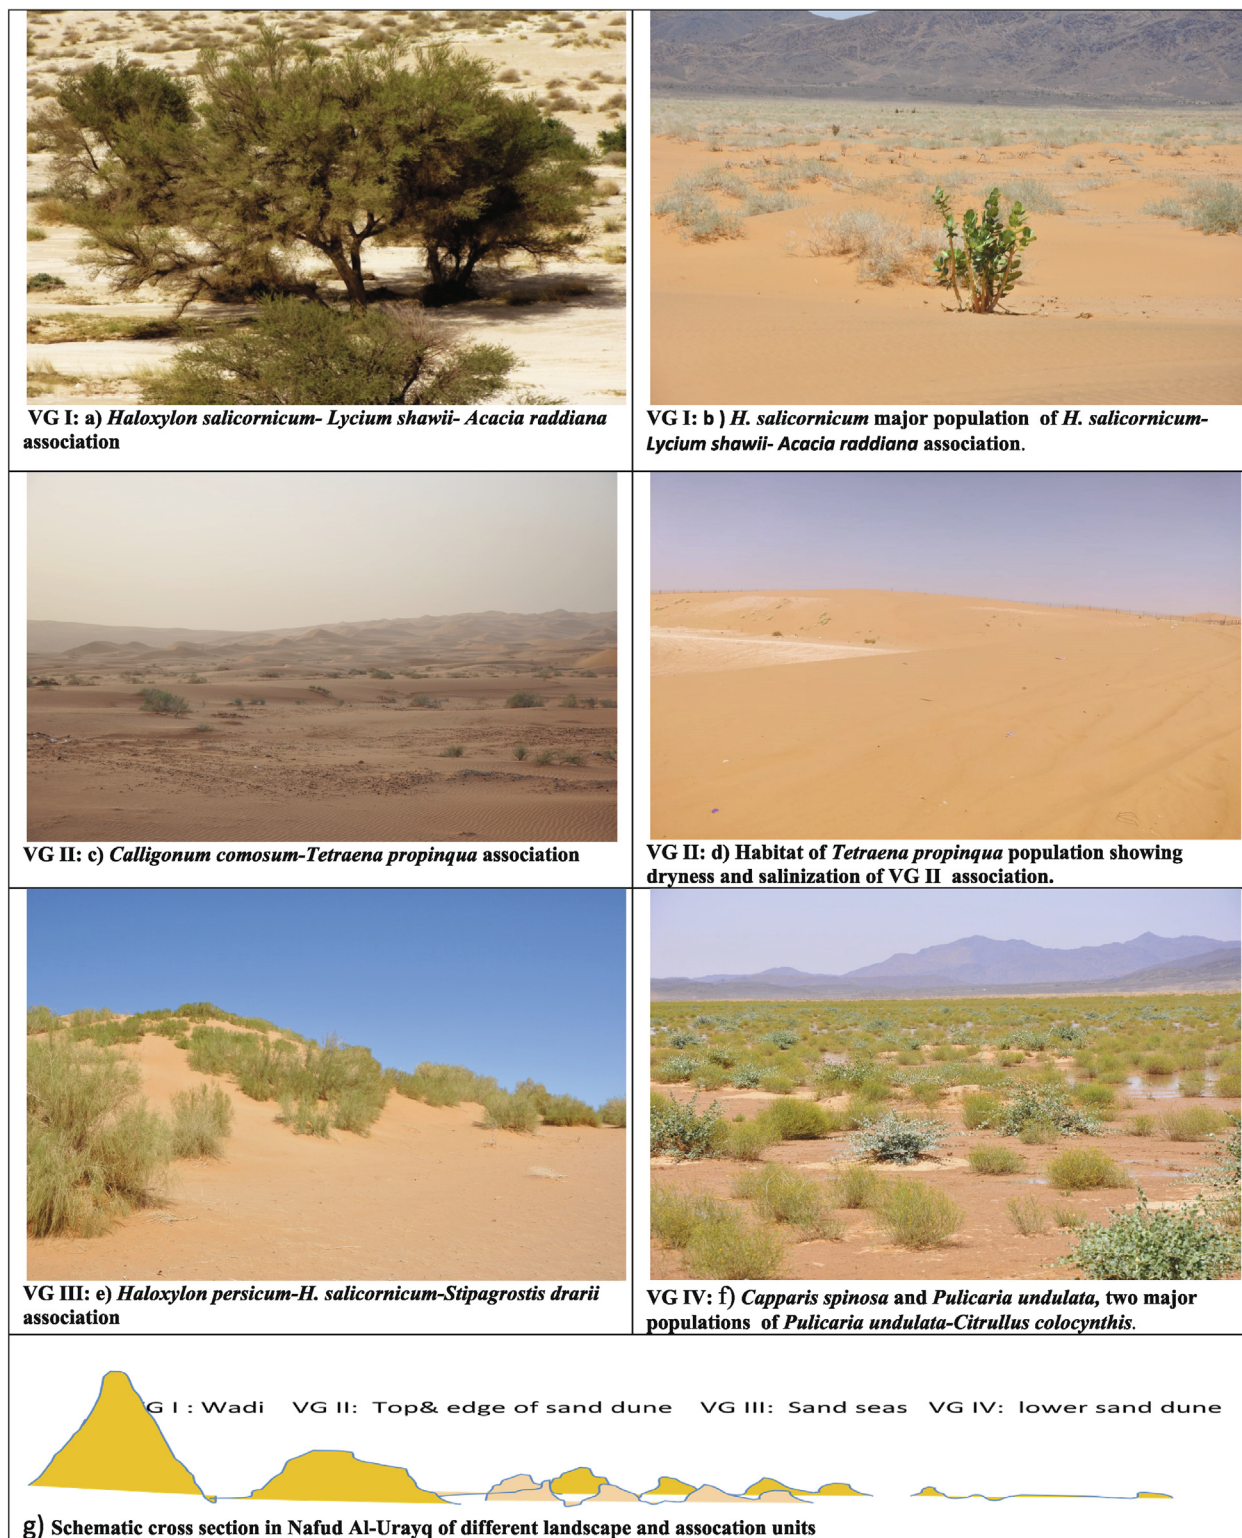 VG I: a) Haloxylon salicornicum- Lycium shawii- Acacia raddiana
association
VG I: b ) H. salicornicum major population of H. salicornicum-
Lycium shawii- Acacia raddiana association.
VG II: c) Calligonum comosum-Tetraena propinqua association
VG II: d) Habitat of Tetraena propinqua population showing
dryness and salinization of VG II association.
VG III: e) Haloxylon persicum-H. salicornicum-Stipagrostis drarii
association
VG IV: f) Capparis spinosa and Pulicaria undulata, two major
populations of Pulicaria undulata-Citrullus colocynthis.
G I : Wadi VG II: Top& edge of sand dune VG III: Sand seas VG IV: lower sand dune
g) Schematic cross section in Nafud Al-Urayq of different landscape and assocation units